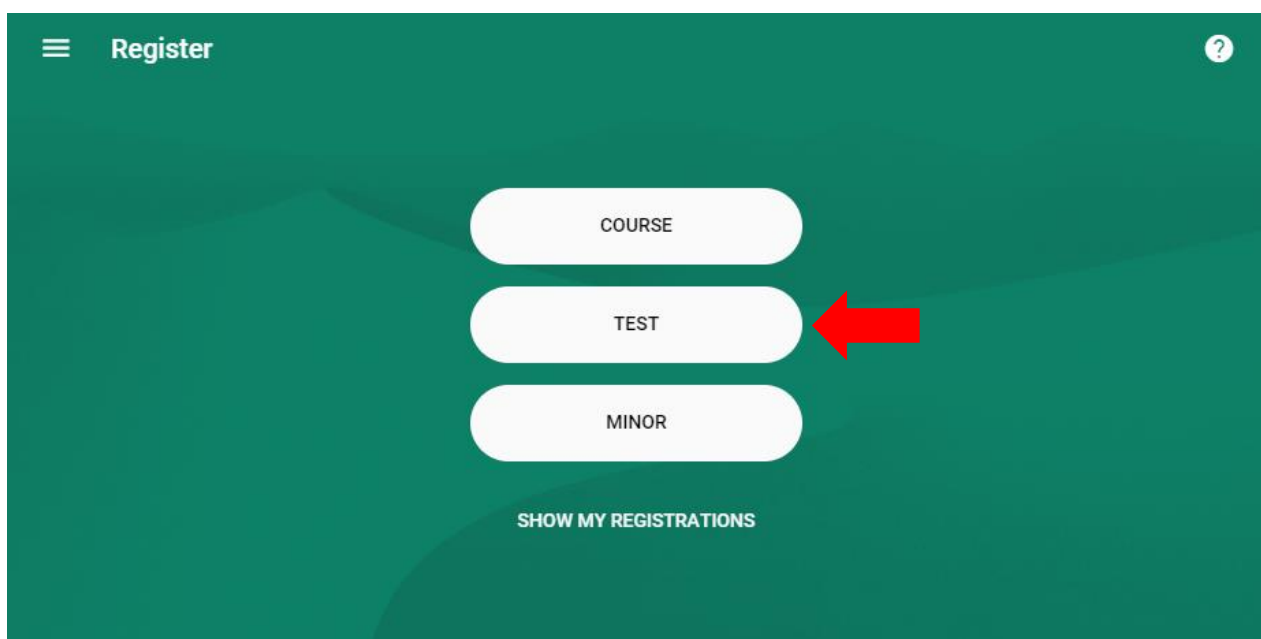 Register
?
COURSE
TEST
MINOR
SHOW MY REGISTRATIONS